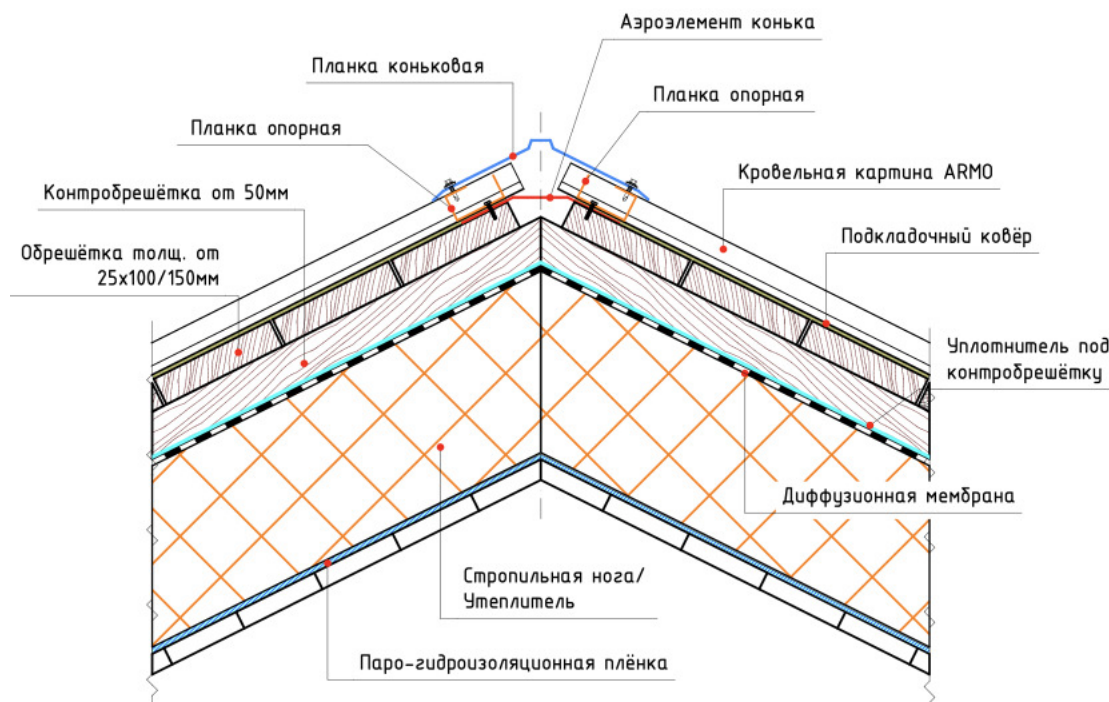 Аэроэлемент конька
Планка коньковая
Планка опорная
Планка опорная
Кровельная картина ARMO
Контробрешётка от 50мм
Подкладочный ковёр
Обрешётка толщ. от
25х100/150мм
Уплотнитель под
контробрешётку
Диффузионная мембрана
Стропильная нога/
Утеплитель
Паро-гидроизоляционная плёнка